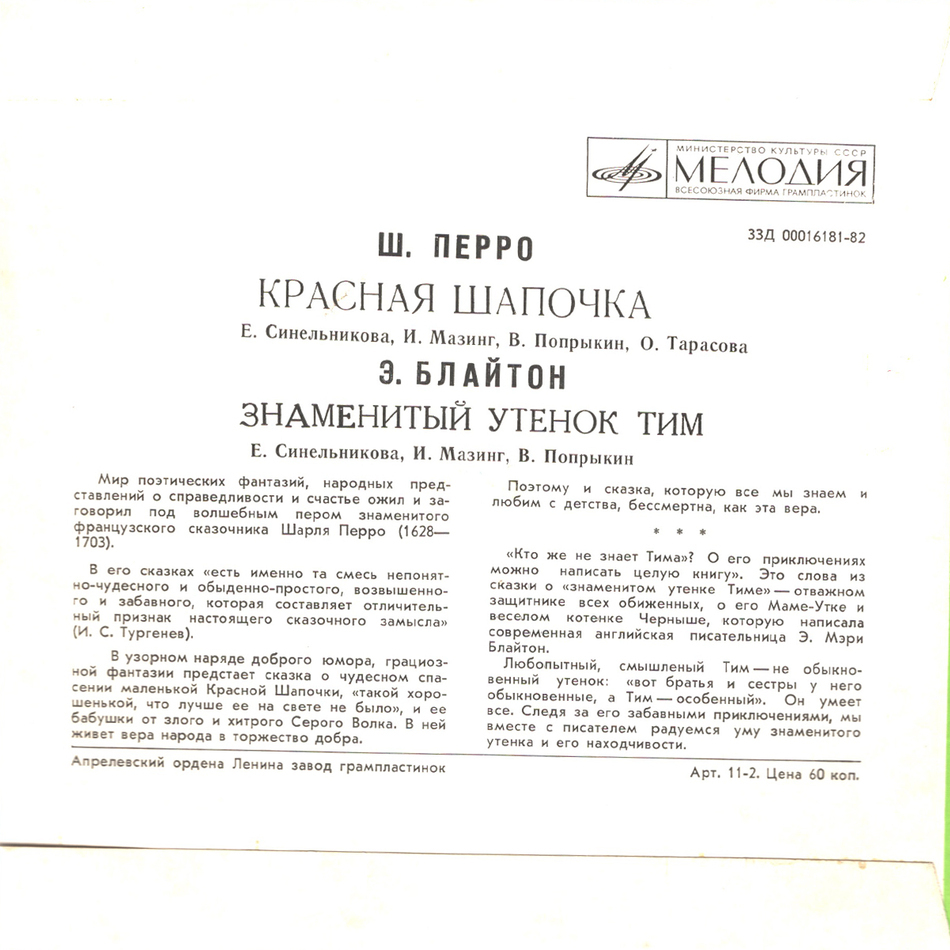 МИНИСТЕРСТВО КУЛЬТУРЫ СССР
МЕЛОДИЯ
ВСЕСОЮЗНАЯ ФИРМА ГРАМПЛАСТИНОК
33Д 00016181-82
Ш. ПЕРРО
КРАСНАЯ ШАПОЧКА
Е. Синельникова, И. Мазинг, В. Попрыкин, О. Тарасова
Э. БЛАЙТОН
ЗНАМЕНИТЫЙ УТЕНОК ТИМ
Е. Синельникова, И. Мазинг, В. Попрыкин
Мир поэтических фантазий, народных пред-
ставлений о справедливости и счастье ожил и за-
говорил под волшебным пером знаменитого
французского сказочника Шарля Перро (1628—
1703).
В его сказках «есть именно та смесь непонят-
но-чудесного и обыденно-простого, возвышенно-
го и забавного, которая составляет отличитель-
ный признак настоящего сказочного замысла»
(И. С. Тургенев).
В узорном наряде доброго юмора, грациоз-
ной фантазии предстает сказка о чудесном спа-
сении маленькой Красной Шапочки, «такой хоро-
шенькой, что лучше ее на свете не было», и ее
бабушки от злого и хитрого Серого Волка. В ней
живет вера народа в торжество добра.
Поэтому и сказка, которую все мы знаем и
любим с детства, бессмертна, как эта вера.
* * *
«Кто же не знает Тима»? О его приключениях
можно написать целую книгу». Это слова из
сказки о «знаменитом утенке Тиме» — отважном
защитнике всех обиженных, о его Маме-Утке и
веселом котенке Черныше, которую написала
современная английская писательница Э. Мэри
Блайтон.
Любопытный, смышленый Тим — не обыкно-
венный утенок: «вот братья и сестры у него
обыкновенные, а Тим — особенный». Он умеет
все. Следя за его забавными приключениями, мы
вместе с писателем радуемся уму знаменитого
утенка и его находчивости.
Апрелевский ордена Ленина завод грампластинок
Арт. 11-2. Цена 60 коп.